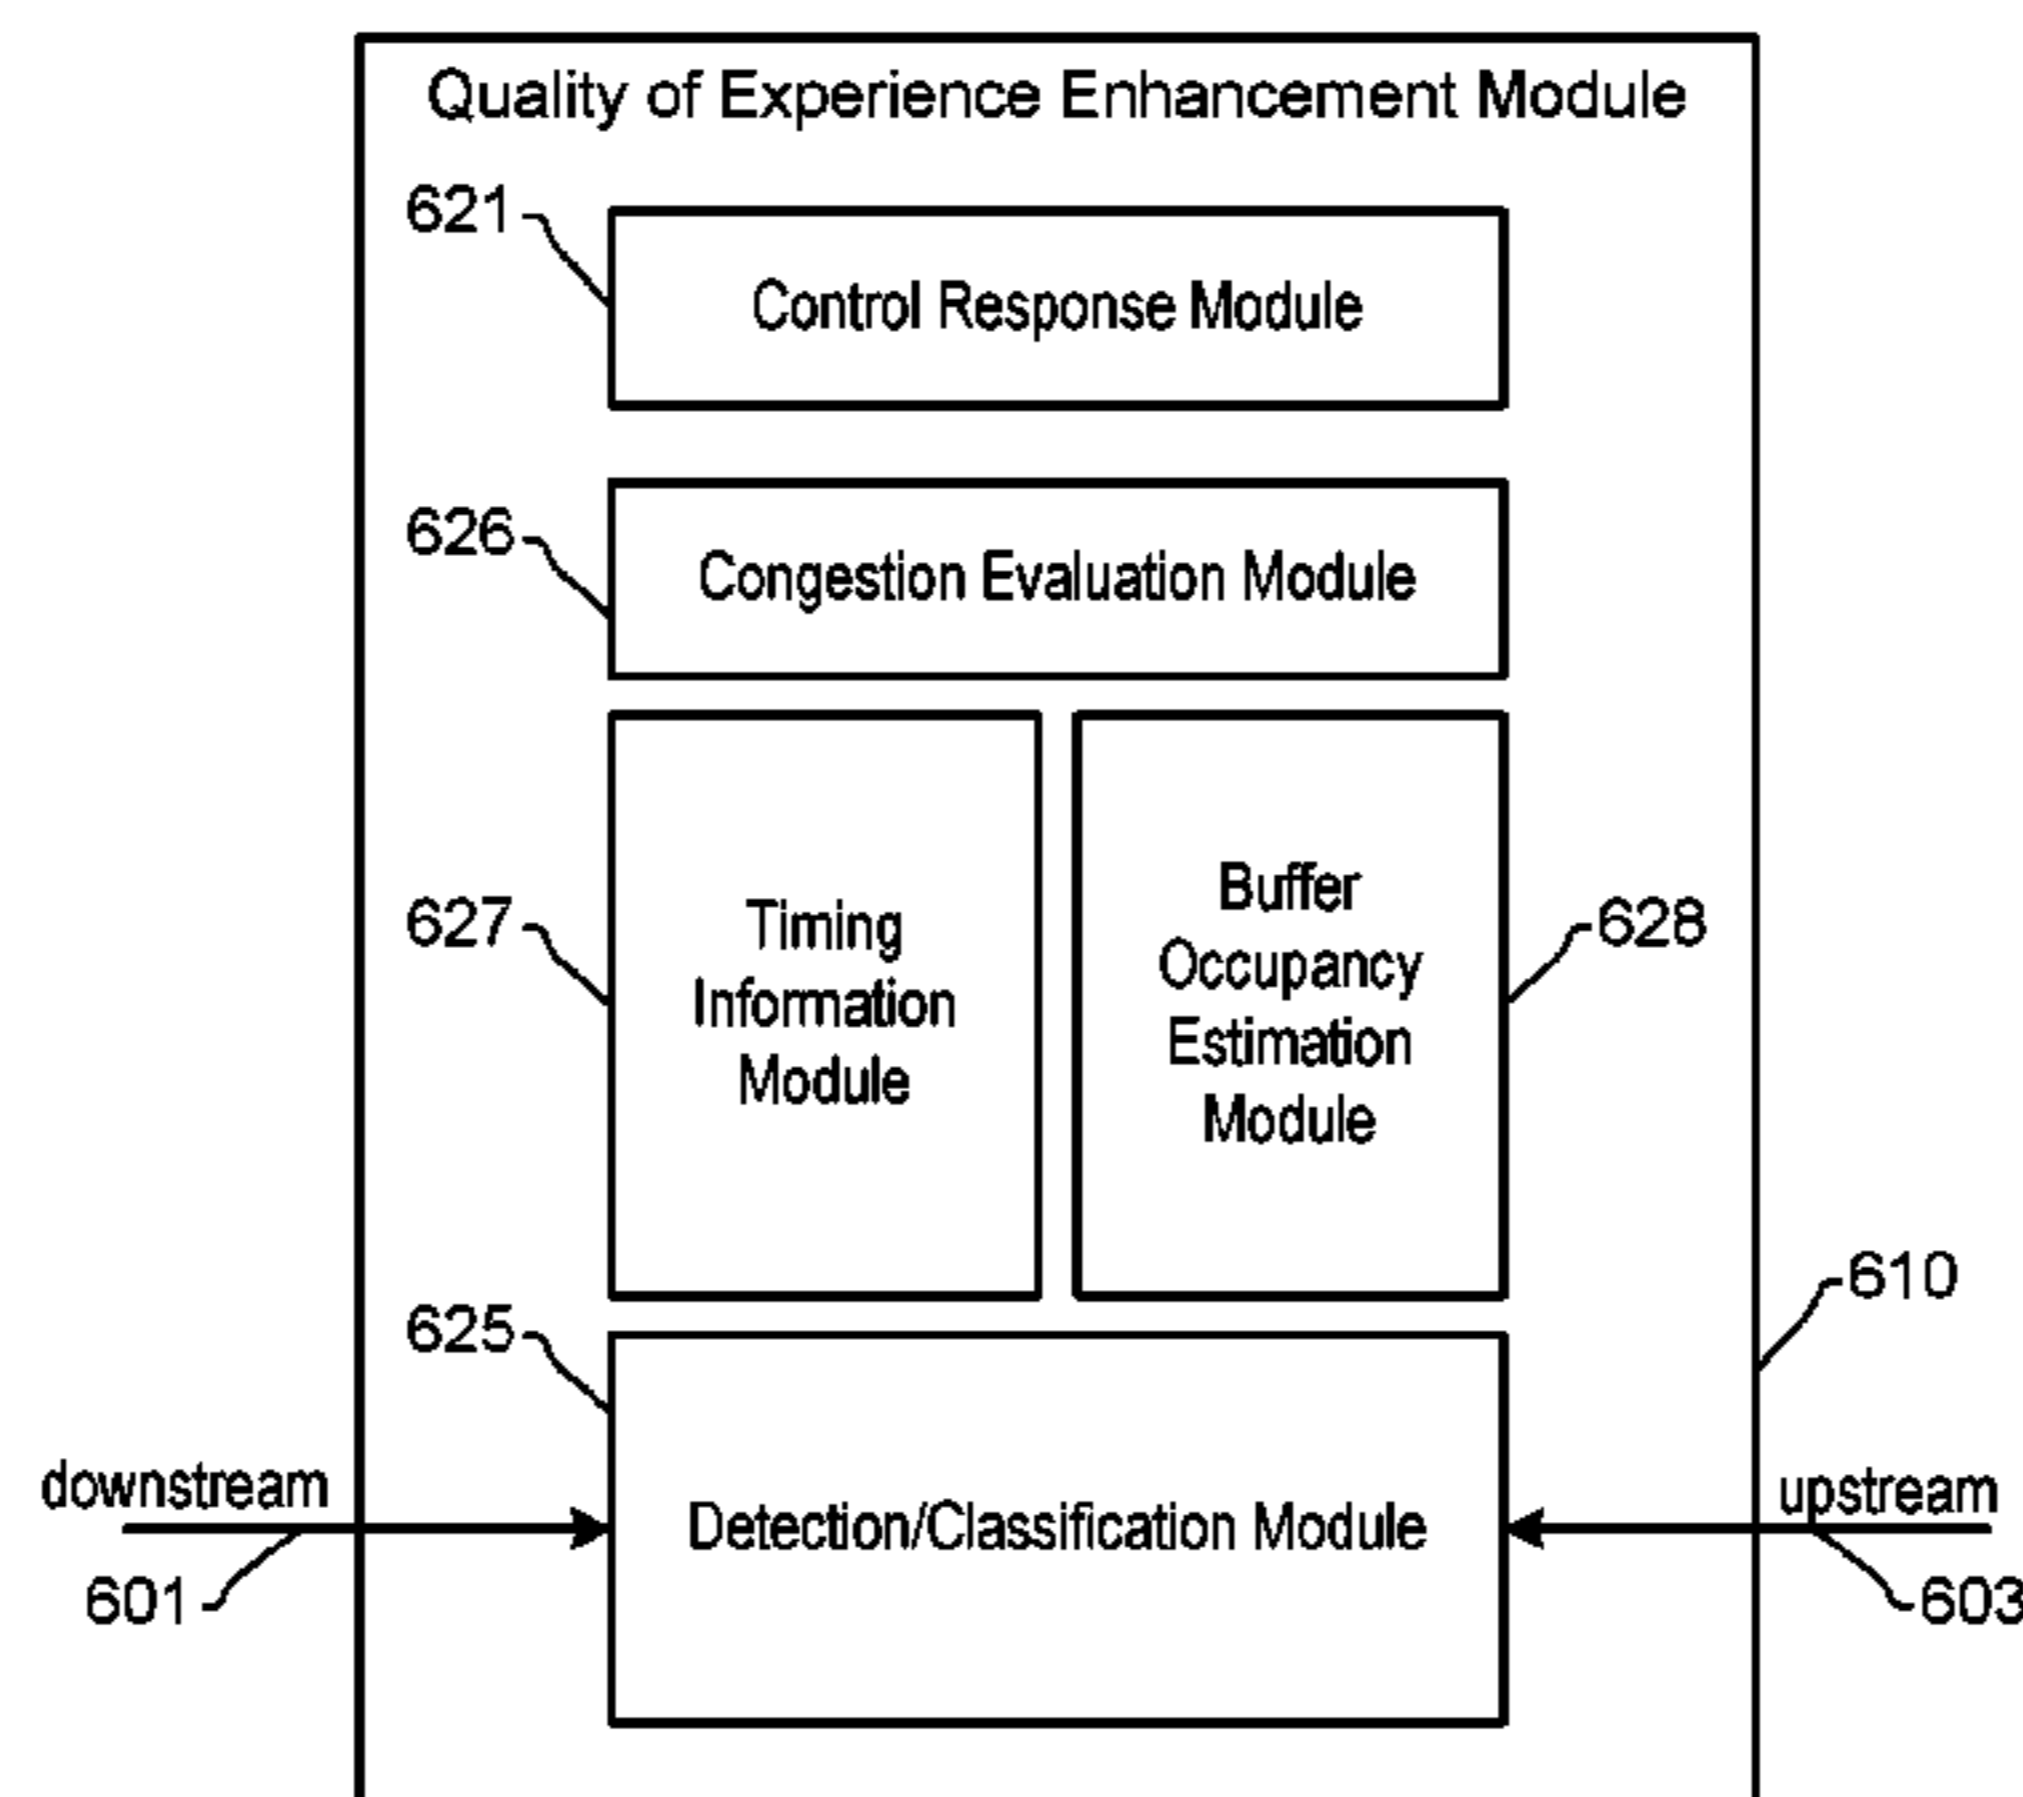 Quality of Experience Enhancement Module
621
Control Response Module
626
Congestion Evaluation Module
627
Timing
Information
Module
Buffer
Occupancy
Estimation
Module
628
610
625
Detection/Classification Module
downstream
601
upstream
603